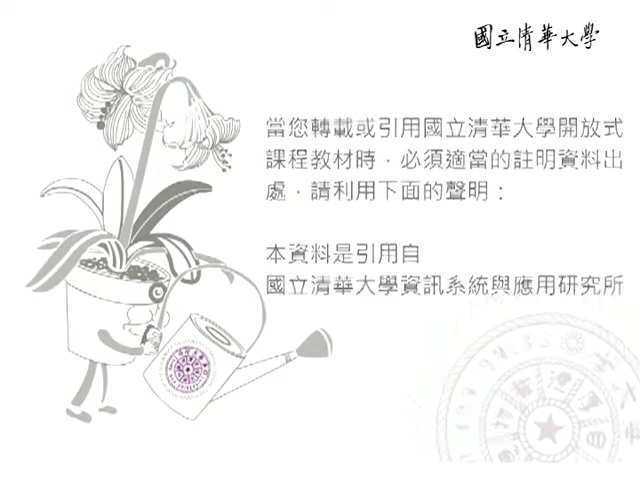 國立清華大學
當您轉載或引用國立清華大學開放式
課程教材時，必須適當的註明資料出
處，請利用下面的聲明：
本資料是引用自
國立清華大學資訊系統與應用研究所